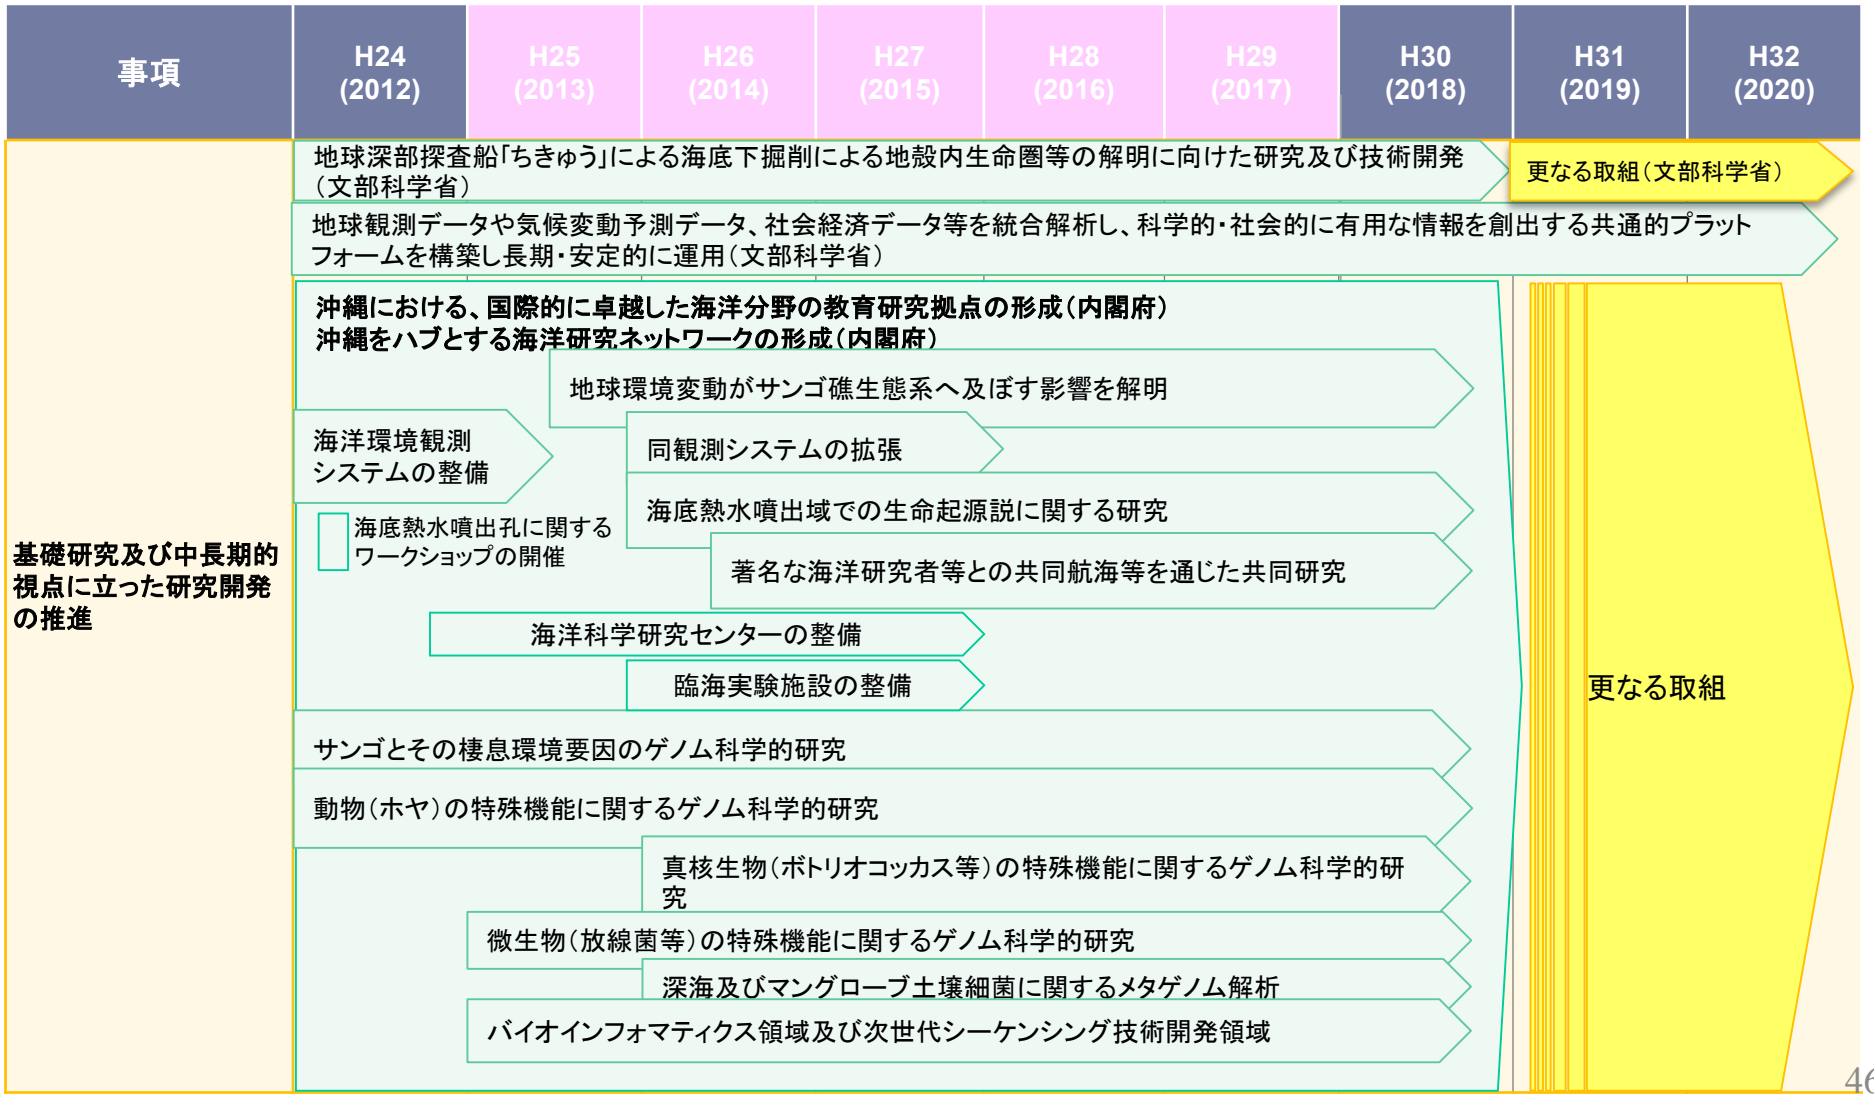 事項
H24
(2012)
H25
(2013)
H26
(2014)
H27
(2015)
H28
(2016)
H29
(2017)
H30
(2018)
H31
(2019)
H32
(2020)
基礎研究及び中長期的
視点に立った研究開発
の推進
地球深部探査船「ちきゅう」による海底下掘削による地殻内生命圏等の解明に向けた研究及び技術開発
(文部科学省)
更なる取組(文部科学省)
地球観測データや気候変動予測データ、社会経済データ等を統合解析し、科学的・社会的に有用な情報を創出する共通的プラット
フォームを構築し長期・安定的に運用(文部科学省)
沖縄における、国際的に卓越した海洋分野の教育研究拠点の形成(内閣府)
沖縄をハブとする海洋研究ネットワークの形成(内閣府)
地球環境変動がサンゴ礁生態系へ及ぼす影響を解明
海洋環境観測
システムの整備
同観測システムの拡張
海底熱水噴出域での生命起源説に関する研究
海底熱水噴出孔に関する
ワークショップの開催
著名な海洋研究者等との共同航海等を通じた共同研究
海洋科学研究センターの整備
臨海実験施設の整備
更なる取組
サンゴとその棲息環境要因のゲノム科学的研究
動物(ホヤ)の特殊機能に関するゲノム科学的研究
真核生物(ボトリオコッカス等)の特殊機能に関するゲノム科学的研
究
微生物(放線菌等)の特殊機能に関するゲノム科学的研究
深海及びマングローブ土壌細菌に関するメタゲノム解析
バイオインフォマティクス領域及び次世代シーケンシング技術開発領域
46